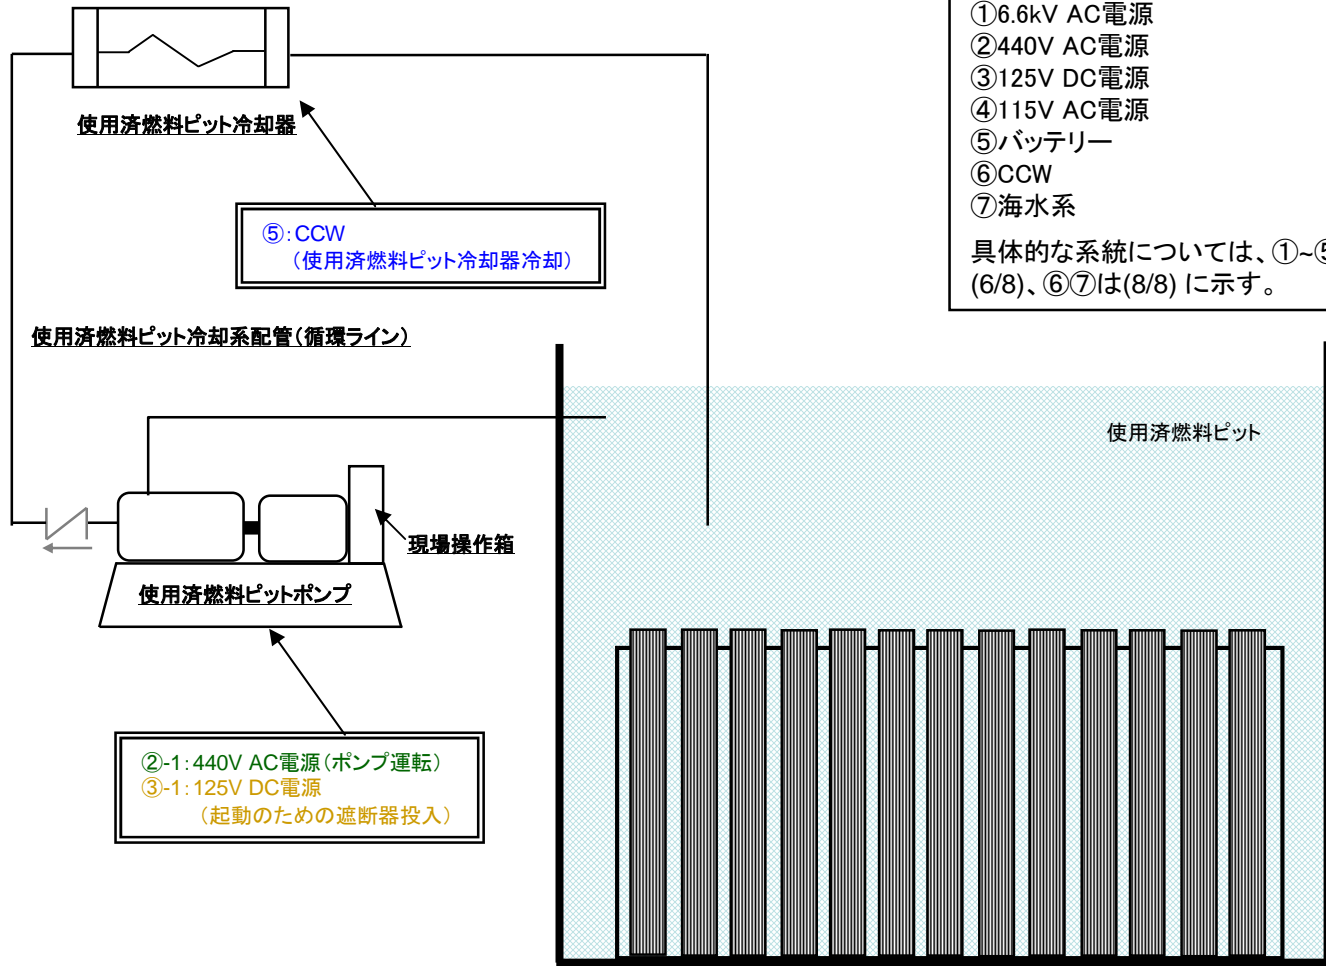 ①6.6kV AC電源
②440V AC電源
③125V DC電源
④115V AC電源
⑤バッテリー
⑥CCW
⑦海水系
具体的な系統については、①~⑤
(6/8)、⑥⑦は(8/8) に示す。
使用済燃料ピット冷却器
⑤:CCW
(使用済燃料ピット冷却器冷却)
使用済燃料ピット冷却系配管(循環ライン)
使用済燃料ピット
現場操作箱
使用済燃料ピットポンプ
②-1:440V AC電源(ポンプ運転)
③-1:125V DC電源
(起動のための遮断器投入)